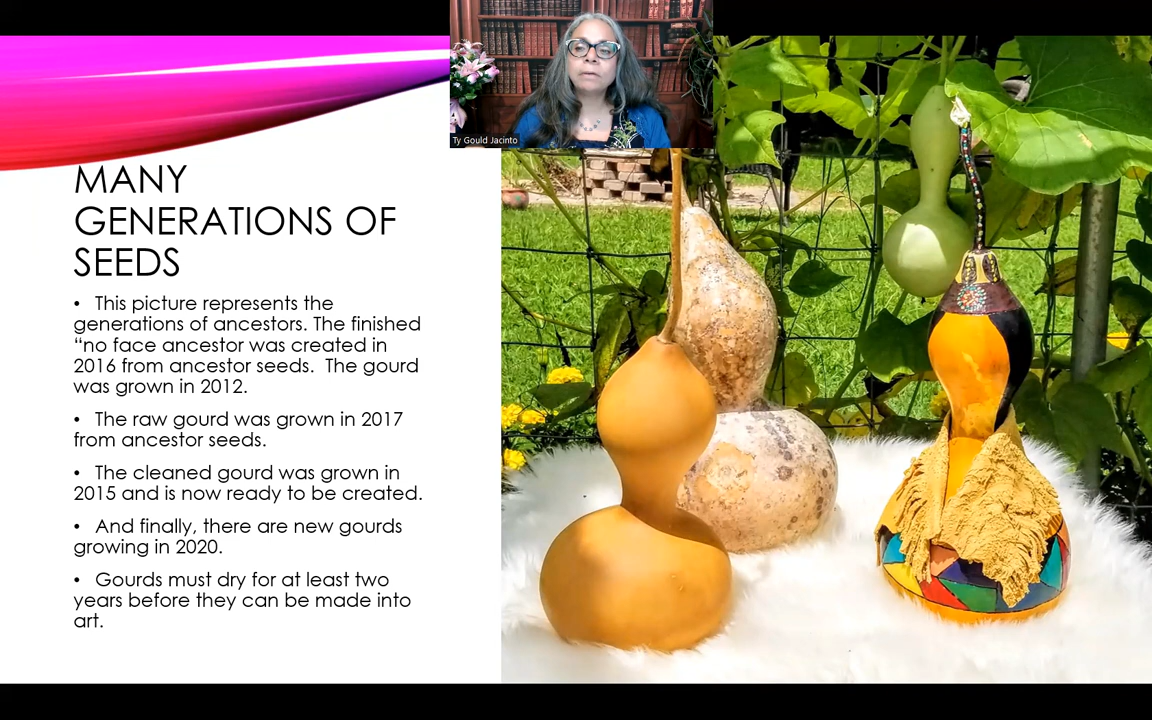 Ty Gould Jacinto
MANY
GENERATIONS OF
SEEDS
• This picture represents the
generations of ancestors. The finished
“no face ancestor was created in
2016 from ancestor seeds.  The gourd
was grown in 2012.
• The raw gourd was grown in 2017
from ancestor seeds.
• The cleaned gourd was grown in
2015 and is now ready to be created.
• And finally, there are new gourds
growing in 2020.
• Gourds must dry for at least two
years before they can be made into
art.